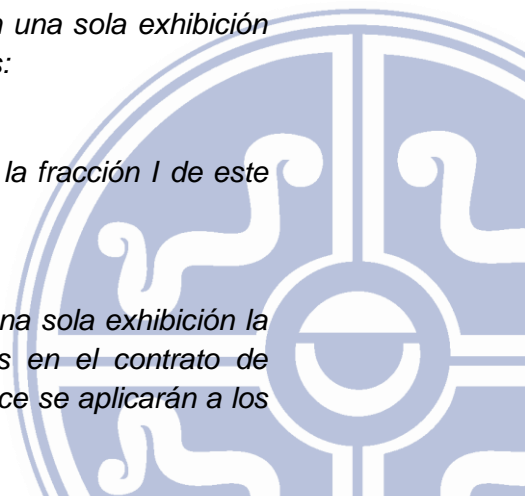 una sola exhibición
la fracción I de este
na sola exhibición la
en el contrato de
ce se aplicarán a los